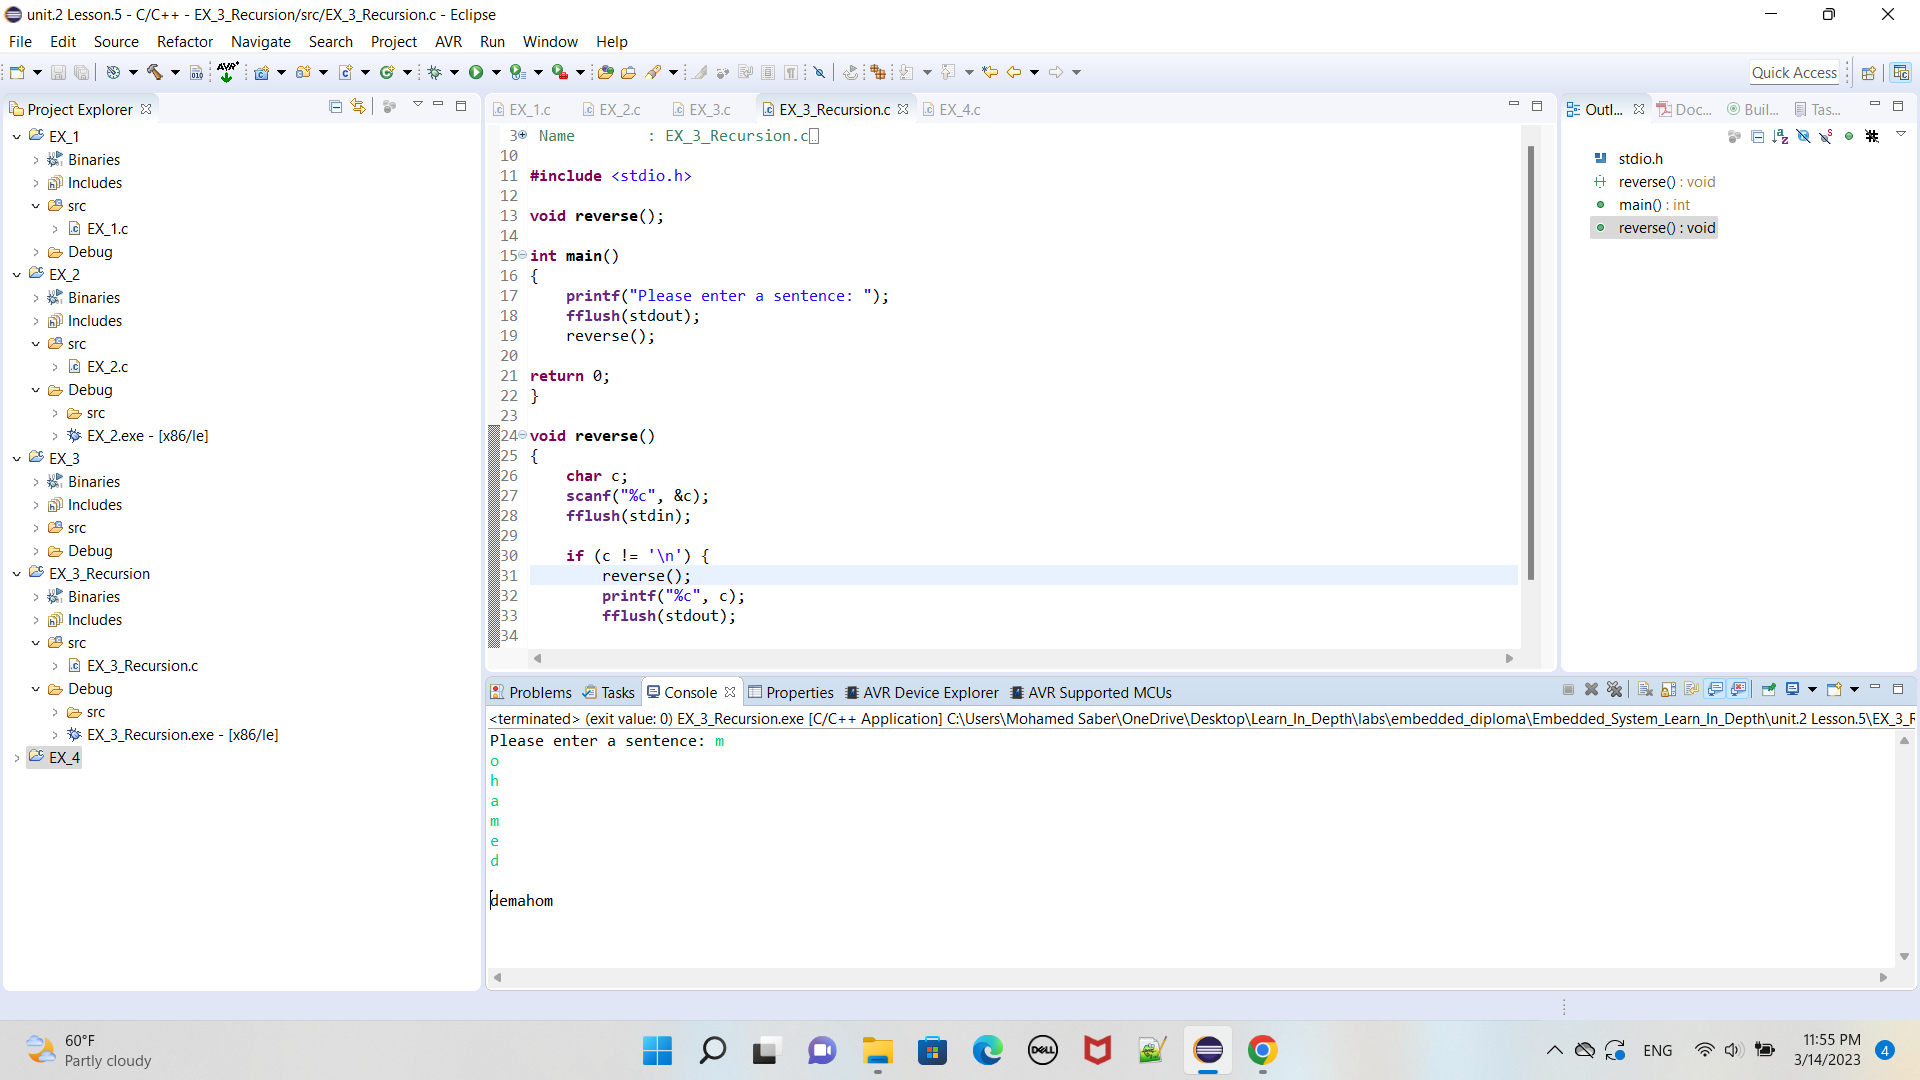 unit.2 Lesson.5 - C/C++ - EX_3_Recursion/src/EX_3_Recursion.c - Eclipse
File Edit Source Refactor Navigate Search Project AVR Run Window Help
Quick Access
Project Explorer
EX_1
Binaries
Includes
src
EX_1.c
Debug
EX_2
Binaries
Includes
src
EX_2.c
Debug
src
EX_2.exe - [x86/le]
EX_3
Binaries
Includes
src
Debug
EX_3_Recursion
Binaries
Includes
src
EX_3_Recursion.c
Debug
src
EX_3_Recursion.exe - [x86/le]
EX_4
EX_1.c EX_2.c EX_3.c EX_3_Recursion.c EX_4.c
3 Name        : EX_3_Recursion.c
10
11 #include <stdio.h>
12
13 void reverse();
14
15 int main()
16 {
17     printf("Please enter a sentence: ");
18     fflush(stdout);
19     reverse();
20
21 return 0;
22 }
23
24 void reverse()
25 {
26     char c;
27     scanf("%c", &c);
28     fflush(stdin);
29
30     if (c != '\n') {
31         reverse();
32         printf("%c", c);
33         fflush(stdout);
34
Outl... Doc... Buil... Tas...
stdio.h
reverse() : void
main() : int
reverse() : void
Problems Tasks Console Properties AVR Device Explorer AVR Supported MCUs
<terminated> (exit value: 0) EX_3_Recursion.exe [C/C++ Application] C:\Users\Mohamed Saber\OneDrive\Desktop\Learn_In_Depth\labs\embedded_diploma\Embedded_System_Learn_In_Depth\unit.2 Lesson.5\EX_3_R
Please enter a sentence: m
o
h
a
m
e
d
demahom
60°F
Partly cloudy
DELL
ENG
11:55 PM
3/14/2023
4